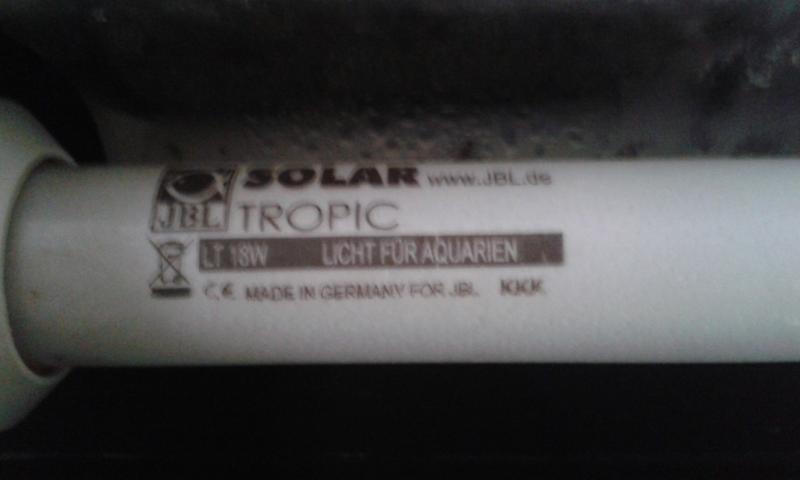 SOLAR www.JBL.de
JBL TROPIC
LT 18W LICHT FÜR AQUARIEN
CE MADE IN GERMANY FOR JBL KKK